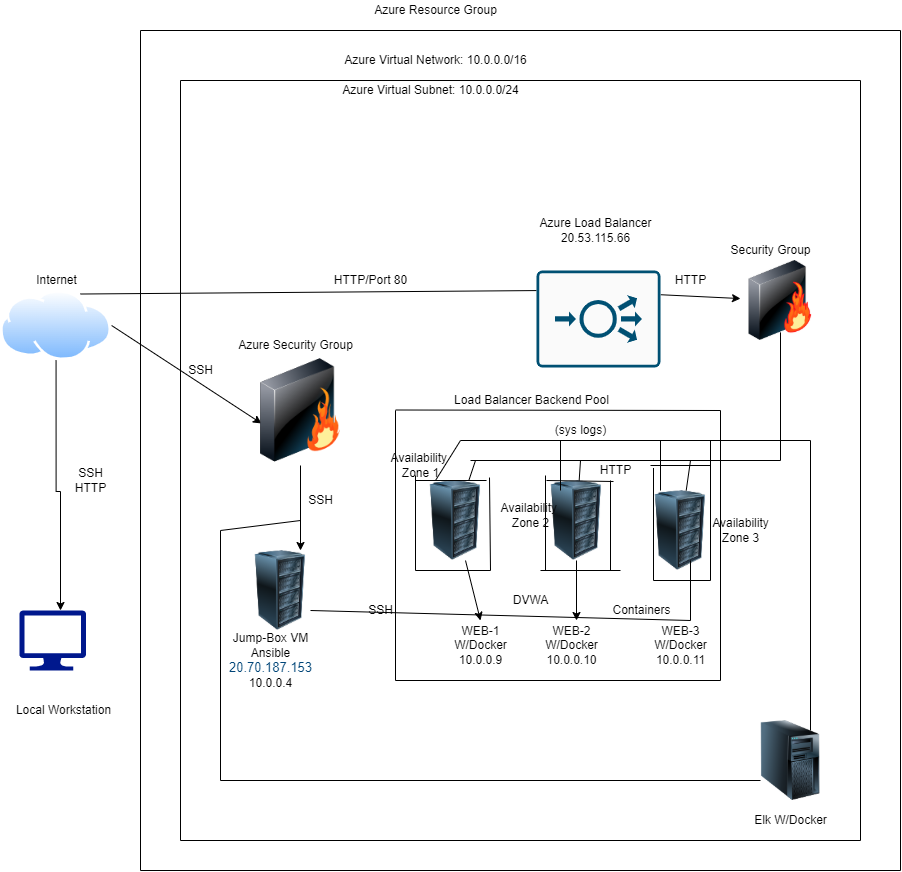 Azure Resource Group
Azure Virtual Network: 10.0.0.0/16
Azure Virtual Subnet: 10.0.0.0/24
Azure Load Balancer
20.53.115.66
Security Group
Internet
HTTP/Port 80
HTTP
Azure Security Group
SSH
Load Balancer Backend Pool
(sys logs)
Availability
Zone 1
HTTP
SSH
HTTP
SSH
Availability
Zone 2
Availability
Zone 3
DVWA
SSH
Containers
WEB-1
W/Docker
10.0.0.9
WEB-2
W/Docker
10.0.0.10
WEB-3
W/Docker
10.0.0.11
Jump-Box VM
Ansible
20.70.187.153
10.0.0.4
Local Workstation
Elk W/Docker